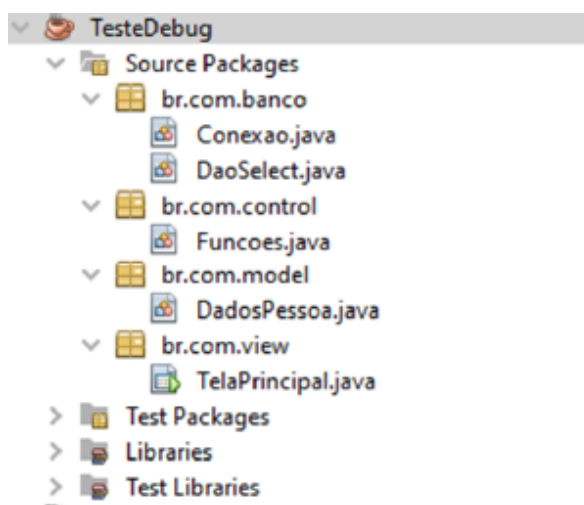 TesteDebug
Source Packages
br.com.banco
Conexao.java
DaoSelect.java
br.com.control
Funcoes.java
br.com.model
DadosPessoa.java
br.com.view
TelaPrincipal.java
Test Packages
Libraries
Test Libraries